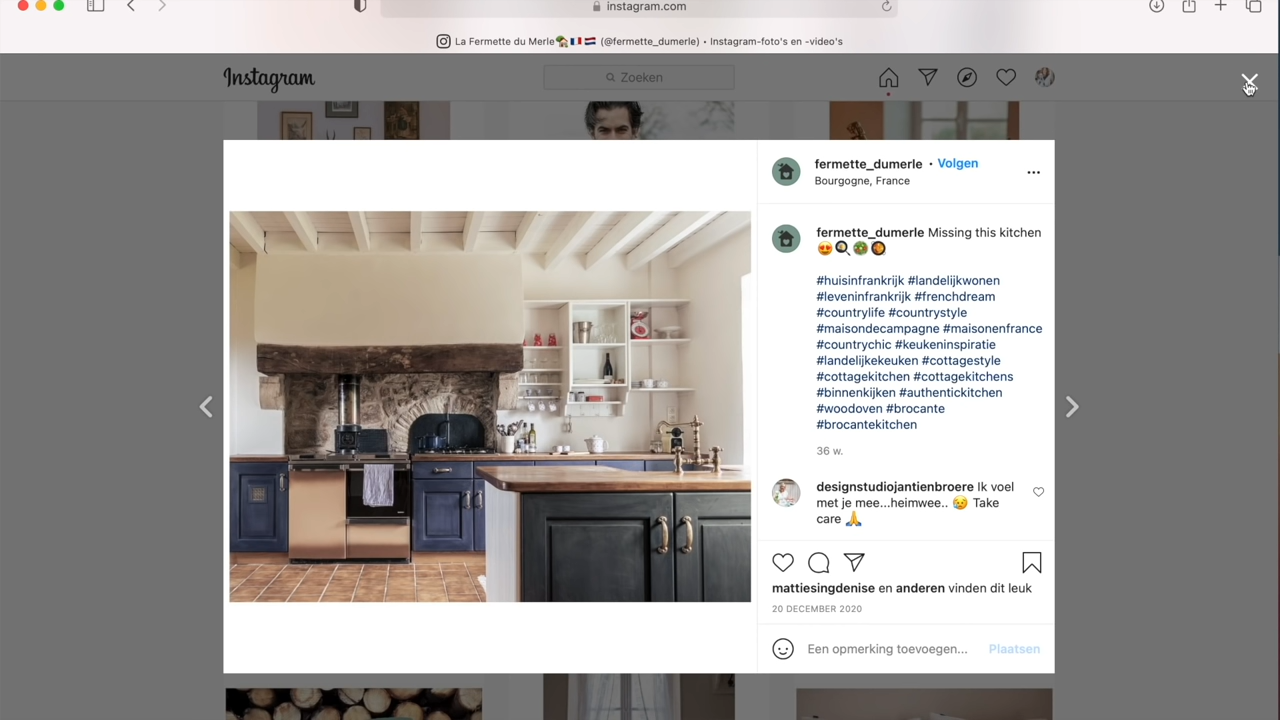 instagram.com
La Fermette du Merle🏡🇫🇷🇳🇱 (@fermette_dumerle) • Instagram-foto's en -video's
Instagram
Zoeken
fermette_dumerle • Volgen
Bourgogne, France
fermette_dumerle Missing this kitchen
😍🍳🥗🥘
#huisinfrankrijk #landelijkwonen
#leveninfrankrijk #frenchdream
#countrylife #countrystyle
#maisondecampagne #maisonenfrance
#countrychic #keukeninspiratie
#landelijkekeuken #cottagestyle
#cottagekitchen #cottagekitchens
#binnenkijken #authentickitchen
#woodoven #brocante
#brocantekitchen
36 w.
designstudiojantienbroere Ik voel
met je mee...heimwee.. 😥 Take
care 🙏
mattiesingdenise en anderen vinden dit leuk
20 DECEMBER 2020
Een opmerking toevoegen... Plaatsen